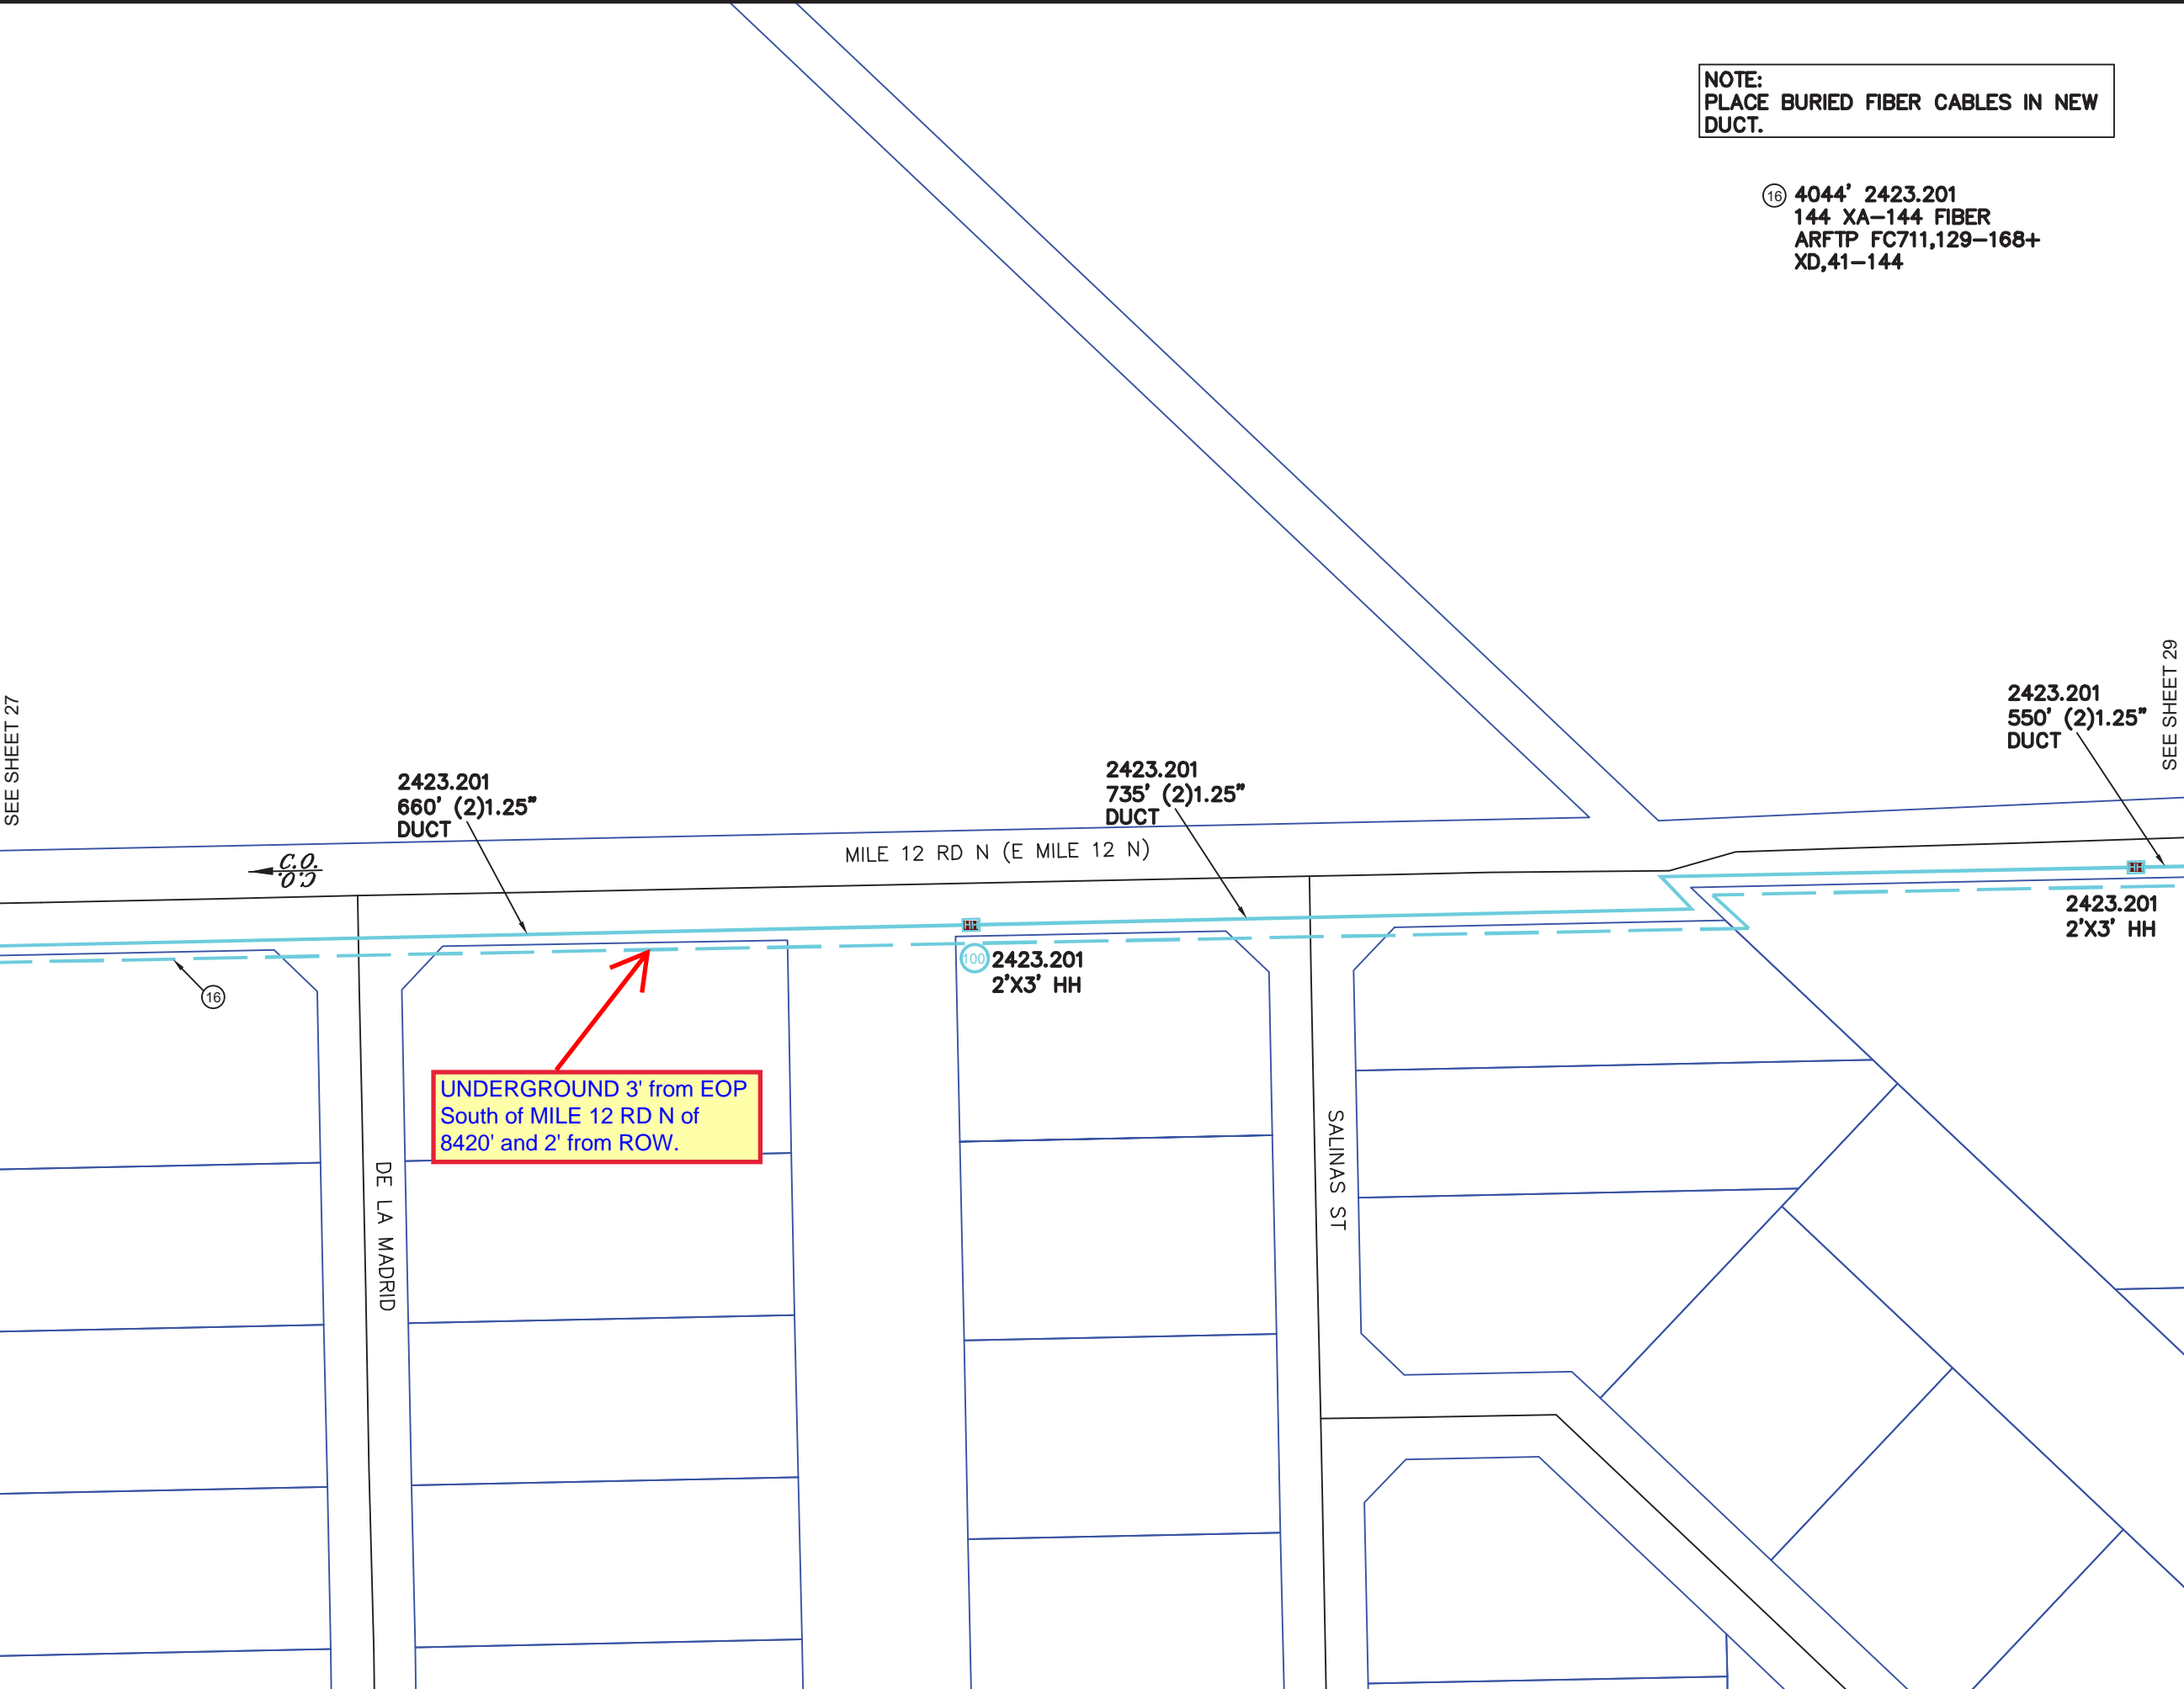 NOTE:
PLACE BURIED FIBER CABLES IN NEW
DUCT.
16
4044' 2423.201
144 XA-144 FIBER
ARFTP FC711,129-168+
XD,41-144
SEE SHEET 27
SEE SHEET 29
2423.201
550' (2)1.25"
DUCT
2423.201
660' (2)1.25"
DUCT
2423.201
735' (2)1.25"
DUCT
C.O.
C.O.
MILE 12 RD N (E MILE 12 N)
2423.201
2'X3' HH
100
2423.201
2'X3' HH
16
UNDERGROUND 3' from EOP
South of MILE 12 RD N of
8420' and 2' from ROW.
DE LA MADRID
SALINAS ST